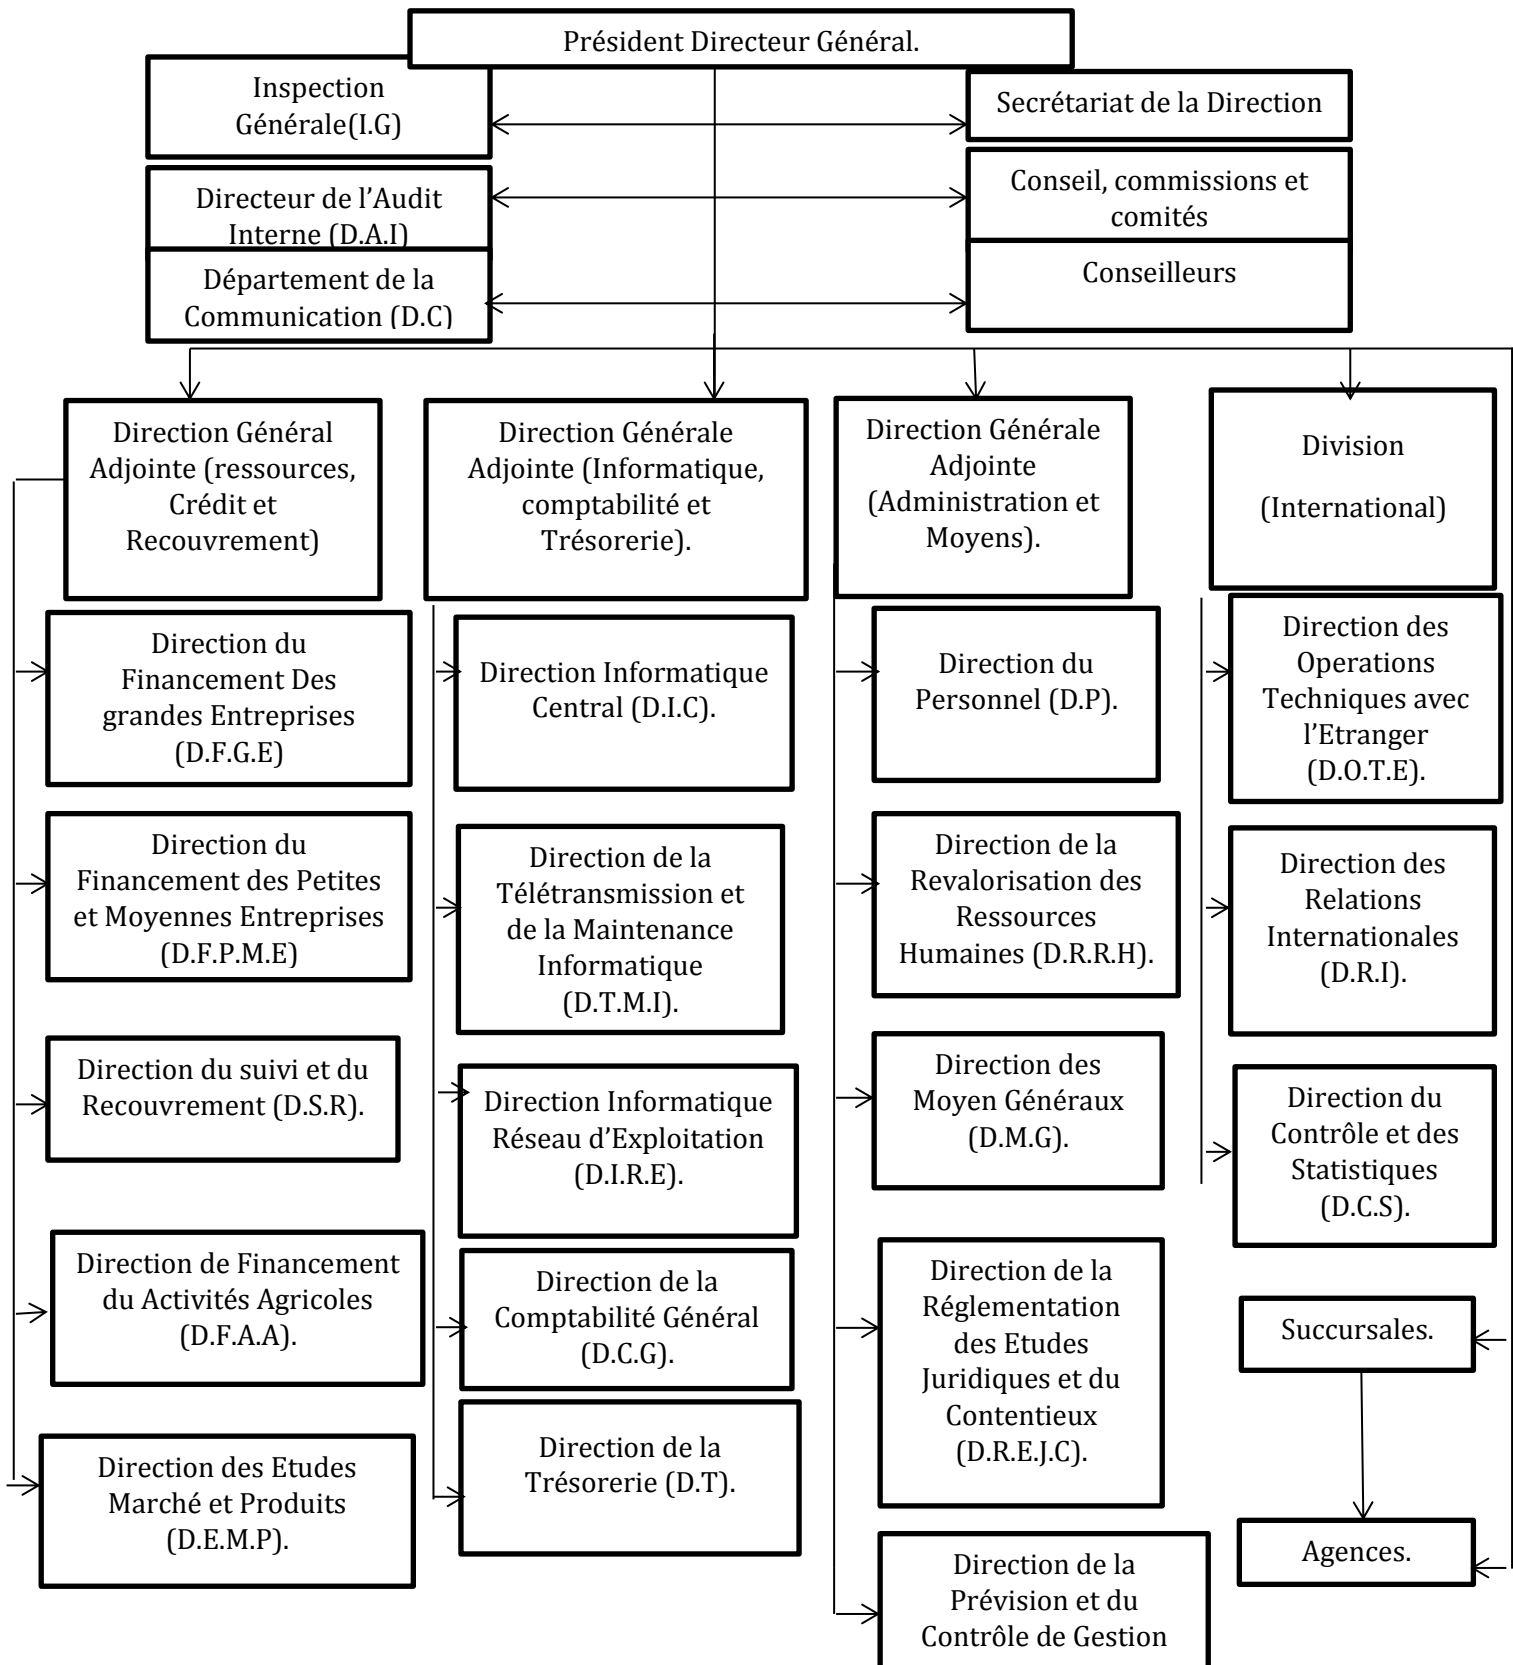 Président Directeur Général.
Inspection
Générale(I.G)
Secrétariat de la Direction
Directeur de l’Audit
Interne (D.A.I)
Conseil, commissions et
comités
Département de la
Communication (D.C)
Conseilleurs
Direction Général
Adjointe (ressources,
Crédit et
Recouvrement)
Direction Générale
Adjointe (Informatique,
comptabilité et
Trésorerie).
Direction Générale
Adjointe
(Administration et
Moyens).
Division
(International)
Direction du
Financement Des
grandes Entreprises
(D.F.G.E)
Direction Informatique
Central (D.I.C).
Direction du
Personnel (D.P).
Direction des
Operations
Techniques avec
l’Etranger
(D.O.T.E).
Direction du
Financement des Petites
et Moyennes Entreprises
(D.F.P.M.E)
Direction de la
Télétransmission et
de la Maintenance
Informatique
(D.T.M.I).
Direction de la
Revalorisation des
Ressources
Humaines (D.R.R.H).
Direction des
Relations
Internationales
(D.R.I).
Direction du suivi et du
Recouvrement (D.S.R).
Direction Informatique
Réseau d’Exploitation
(D.I.R.E).
Direction des
Moyen Généraux
(D.M.G).
Direction du
Contrôle et des
Statistiques
(D.C.S).
Direction de Financement
du Activités Agricoles
(D.F.A.A).
Direction de la
Comptabilité Général
(D.C.G).
Direction de la
Réglementation
des Etudes
Juridiques et du
Contentieux
(D.R.E.J.C).
Succursales.
Direction des Etudes
Marché et Produits
(D.E.M.P).
Direction de la
Trésorerie (D.T).
Direction de la
Prévision et du
Contrôle de Gestion
Agences.